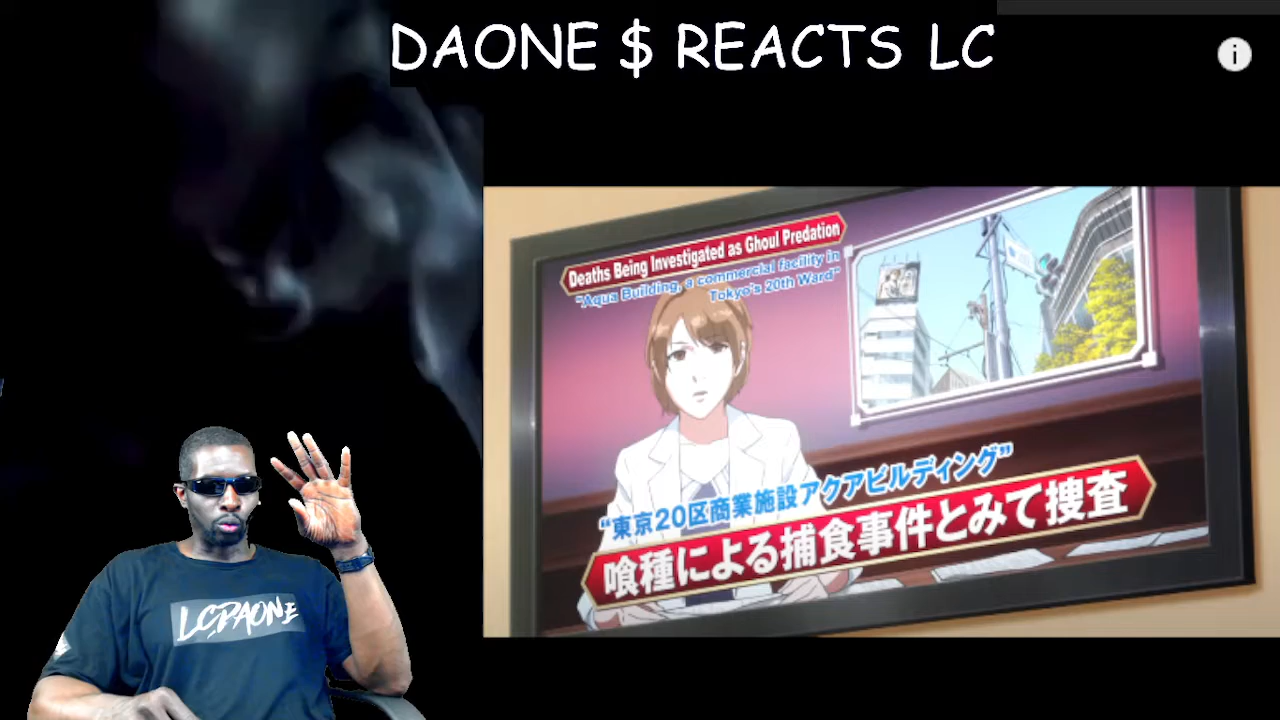 DAONE $ REACTS LC
i
Deaths Being Investigated as Ghoul Predation
"Aqua Building, a commercial facility in
Tokyo's 20th Ward"
“東京20区商業施設アクアビルディング”
喰種による捕食事件とみて捜査
LCDAONE